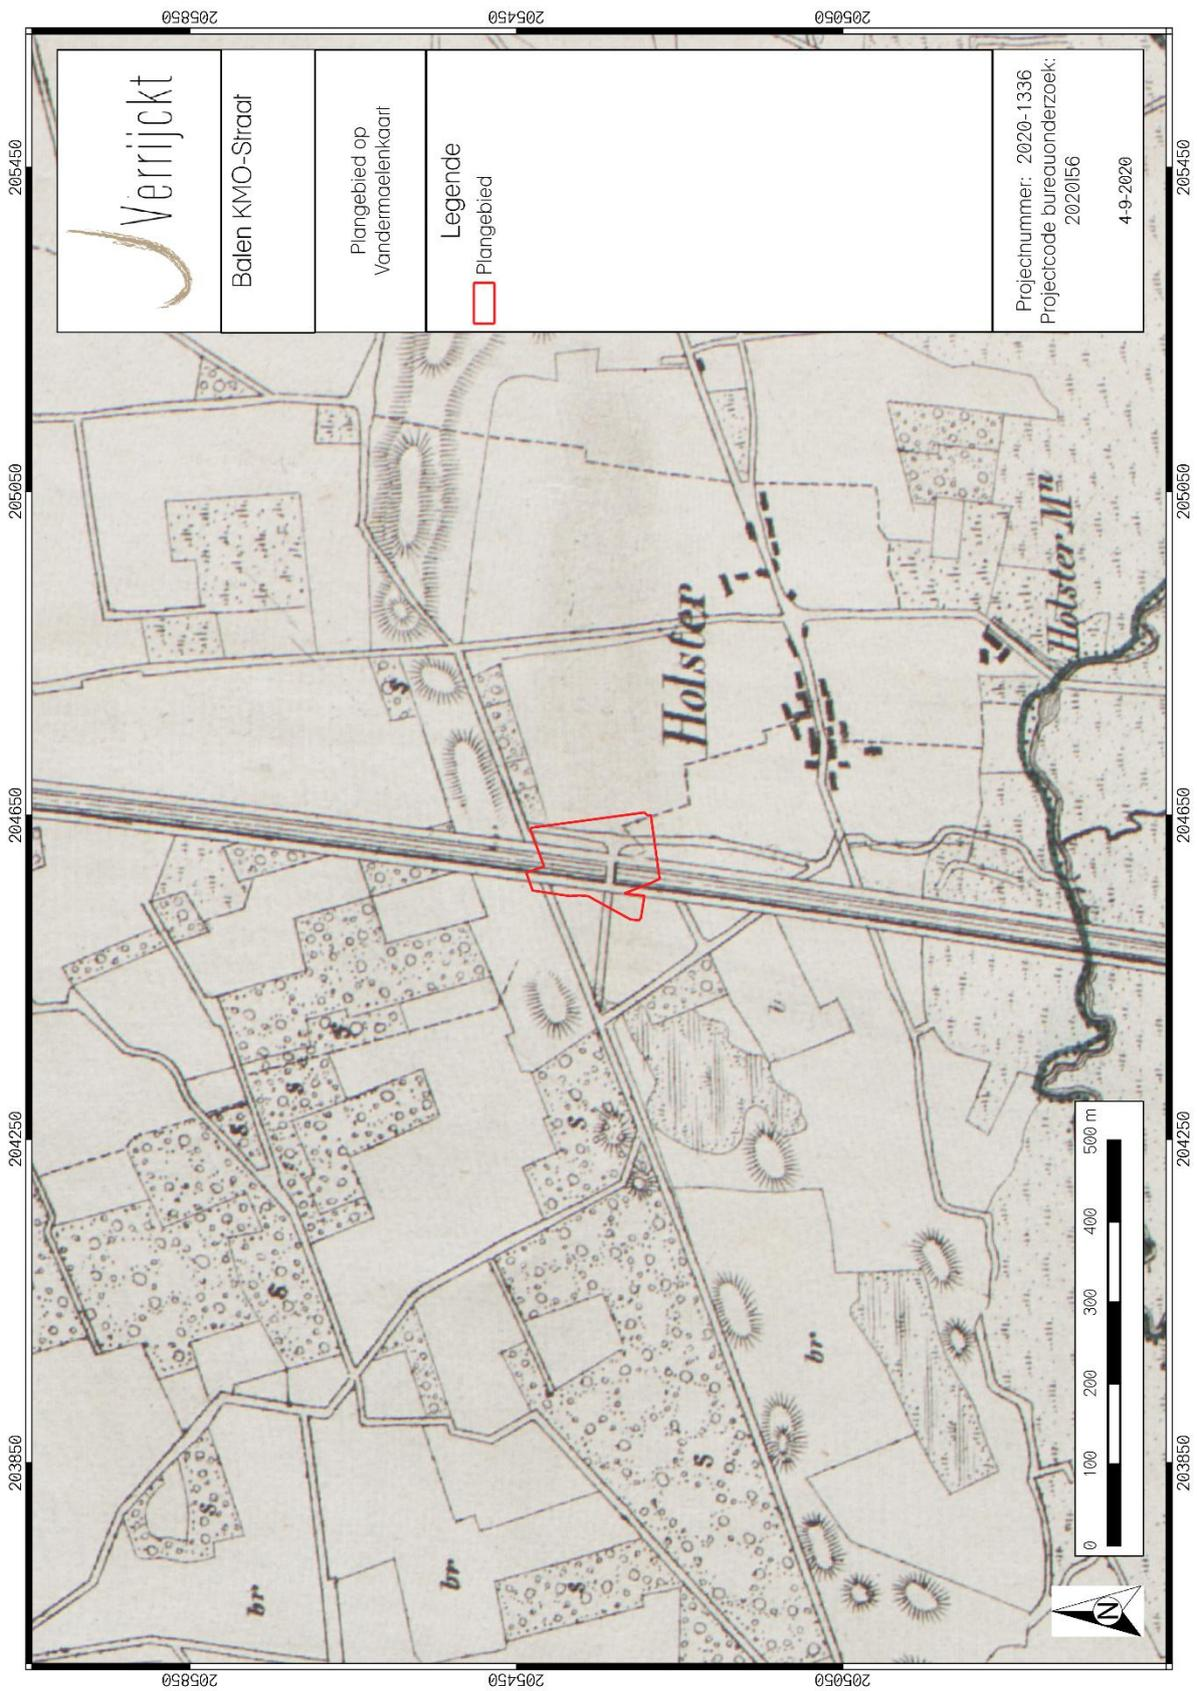 Verrijckt
Balen KMO-Straat
Plangebied op
Vandermaelenkaart
Legende
Plangebied
Projectnummer: 2020-1336
Projectcode bureauonderzoek:
2020I56
4-9-2020
203850
204250
204650
205050
205450
205850
205450
205050
203850
204250
204650
205050
205450
205850
205450
205050
Holster
Holster Mn
br
br
br
s
s
s
s
s
s
s
s
s
0 100 200 300 400 500 m
N